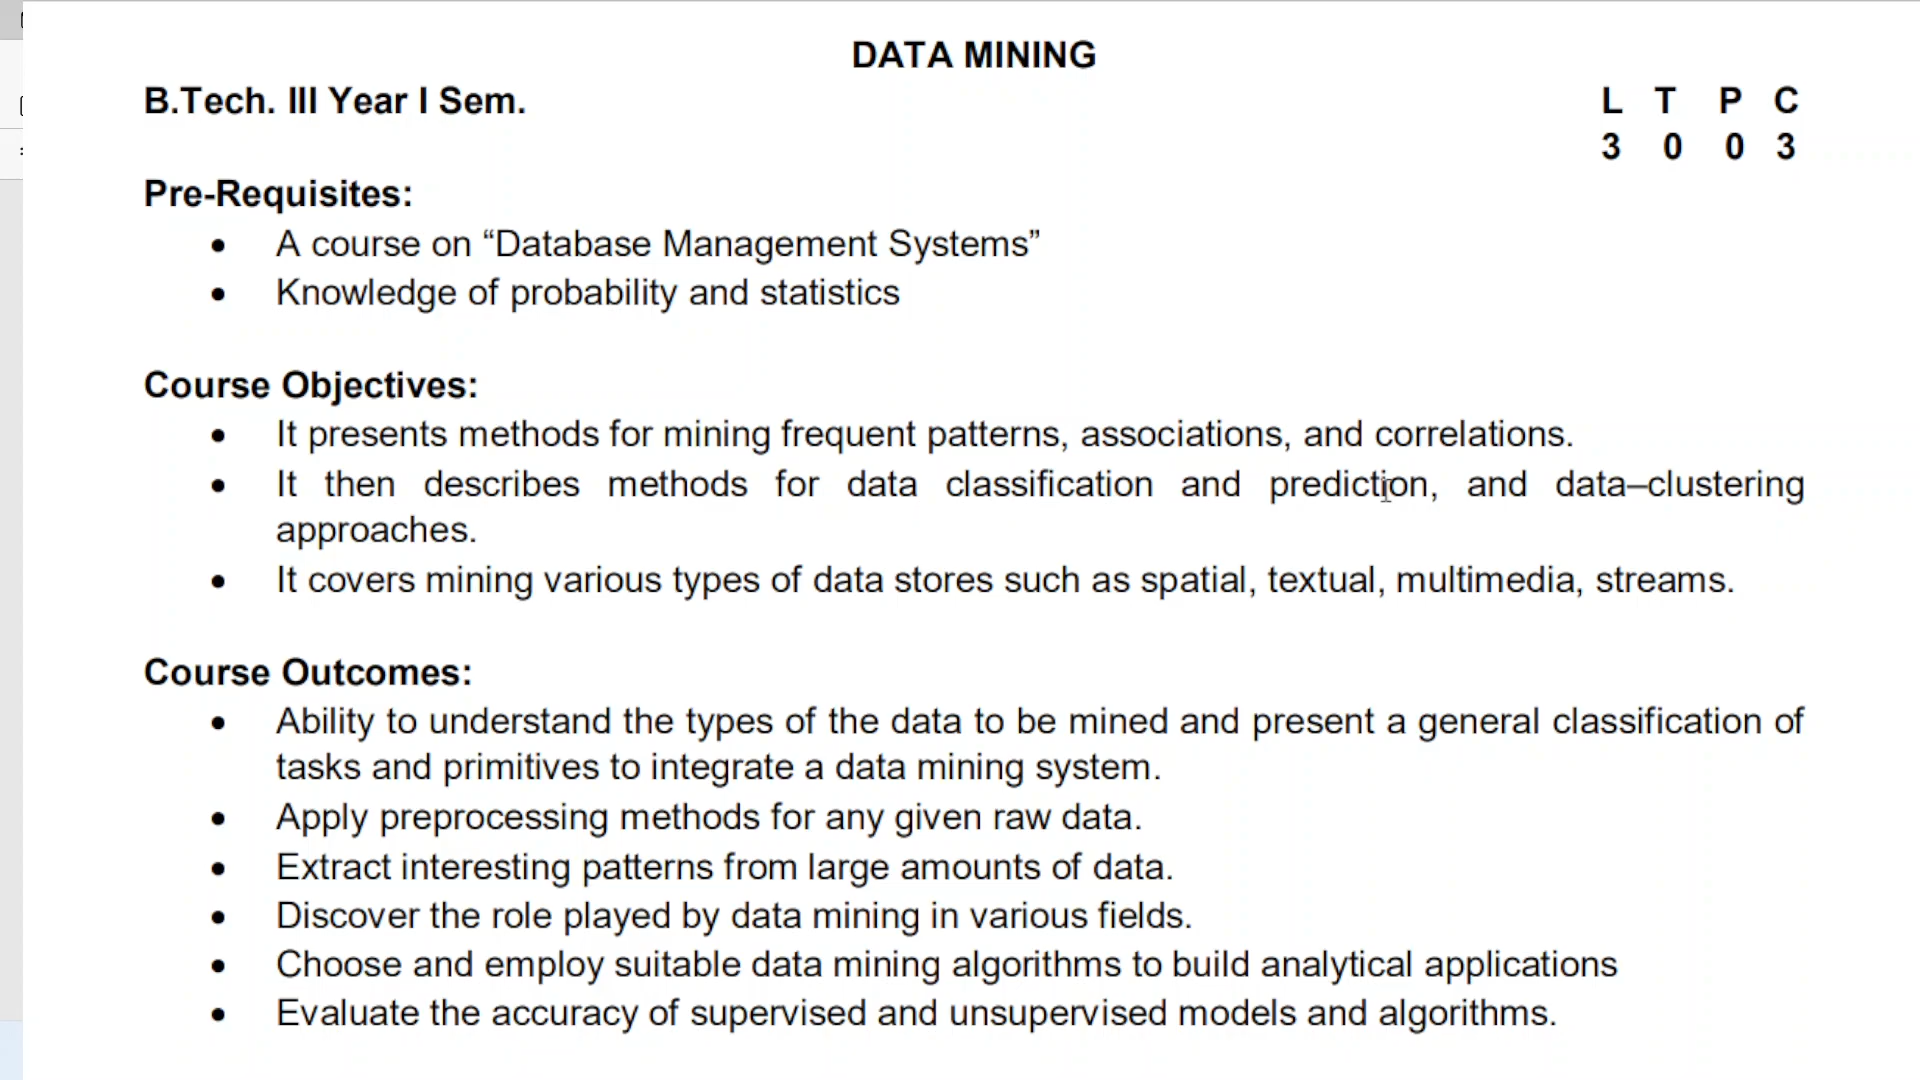 DATA MINING
B.Tech. III Year I Sem. L T P C
3 0 0 3
Pre-Requisites:
• A course on “Database Management Systems”
• Knowledge of probability and statistics
Course Objectives:
• It presents methods for mining frequent patterns, associations, and correlations.
• It then describes methods for data classification and prediction, and data–clustering
approaches.
• It covers mining various types of data stores such as spatial, textual, multimedia, streams.
Course Outcomes:
• Ability to understand the types of the data to be mined and present a general classification of
tasks and primitives to integrate a data mining system.
• Apply preprocessing methods for any given raw data.
• Extract interesting patterns from large amounts of data.
• Discover the role played by data mining in various fields.
• Choose and employ suitable data mining algorithms to build analytical applications
• Evaluate the accuracy of supervised and unsupervised models and algorithms.